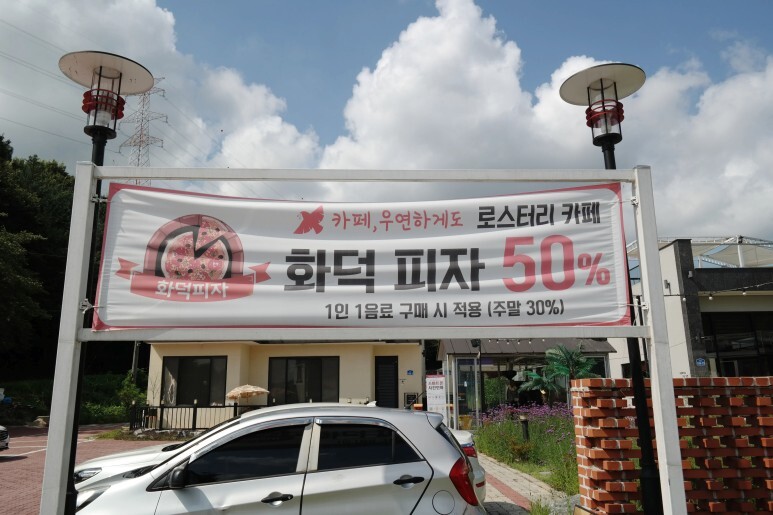 카페,우연하게도 로스터리 카페
화덕 피자 50%
1인 1음료 구매 시 적용 (주말 30%)
화덕피자